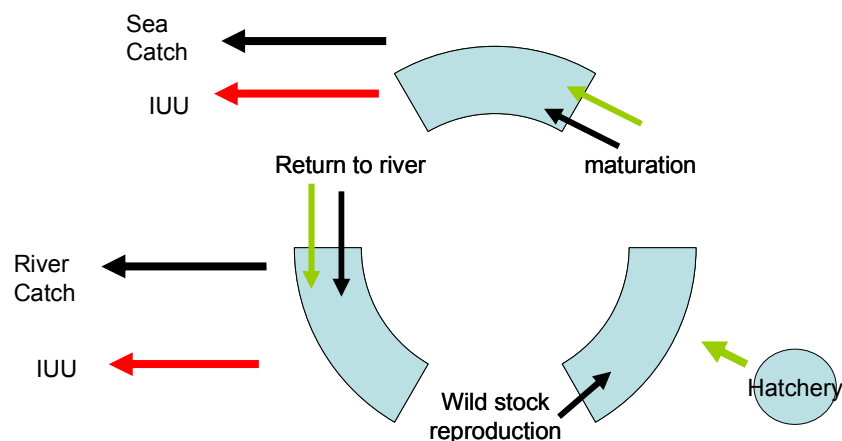 Sea
Catch
IUU
Return to river
maturation
River
Catch
IUU
Wild stock
reproduction
Hatchery